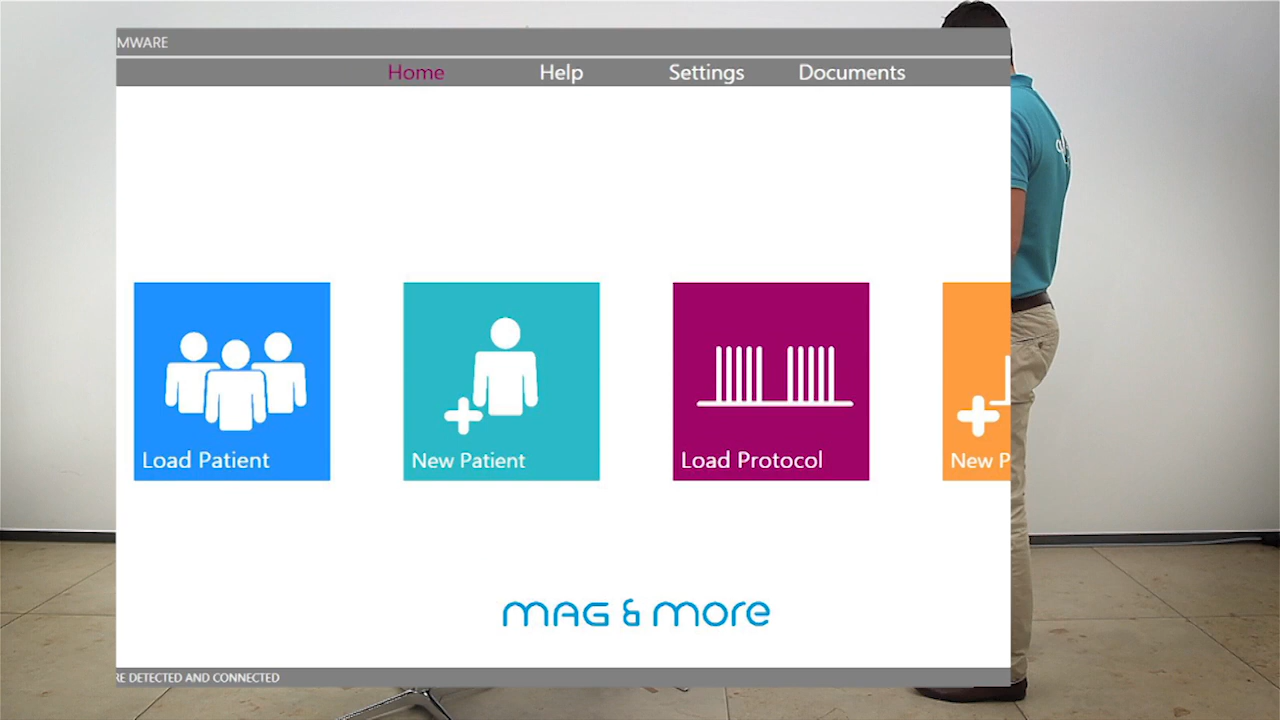 MWARE
Home Help Settings Documents
Load Patient
New Patient
Load Protocol
New P
MAG & MORE
RE DETECTED AND CONNECTED